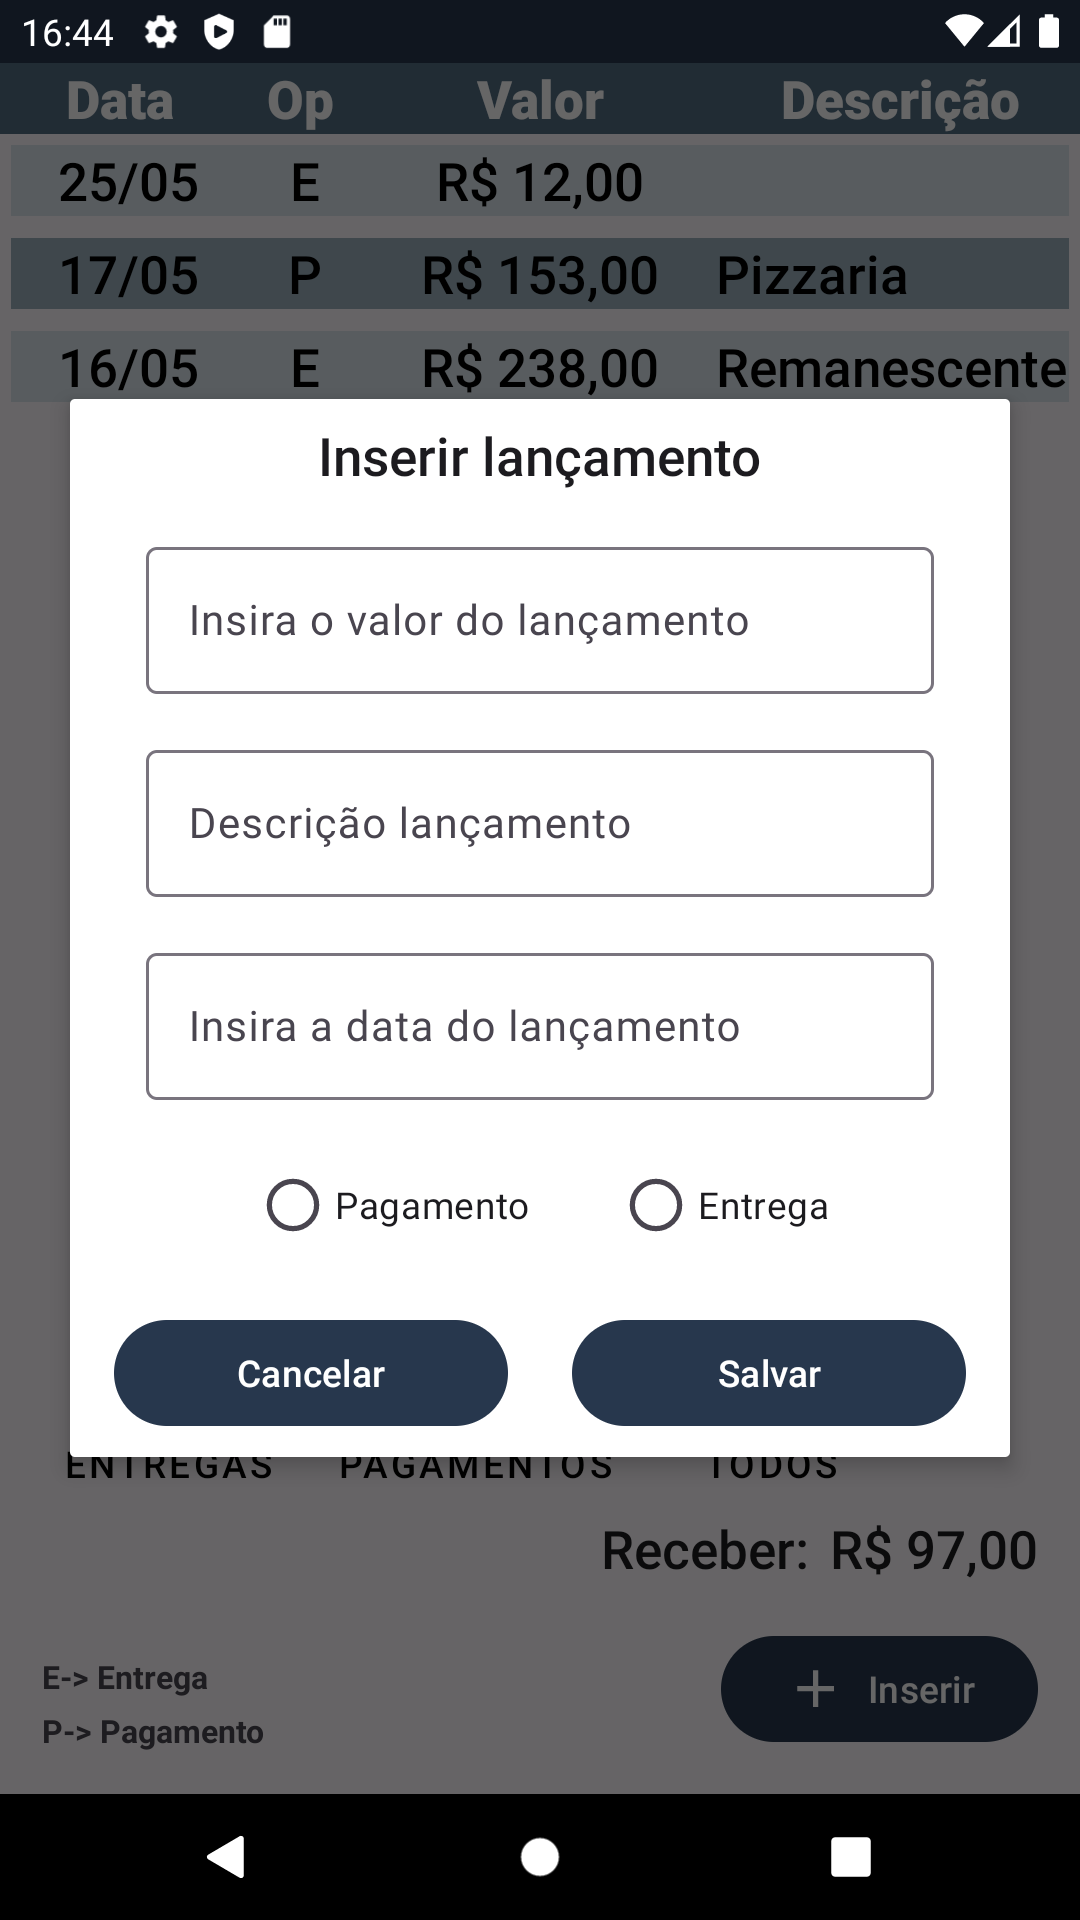 16:44
Data Op Valor Descrição
25/05 E R$ 12,00
17/05 P R$ 153,00 Pizzaria
16/05 E R$ 238,00 Remanescente
Inserir lançamento
Insira o valor do lançamento
Descrição lançamento
Insira a data do lançamento
Pagamento Entrega
Cancelar Salvar
ENTREGAS PAGAMENTOS TODOS
Receber: R$ 97,00
E-> Entrega
P-> Pagamento
Inserir